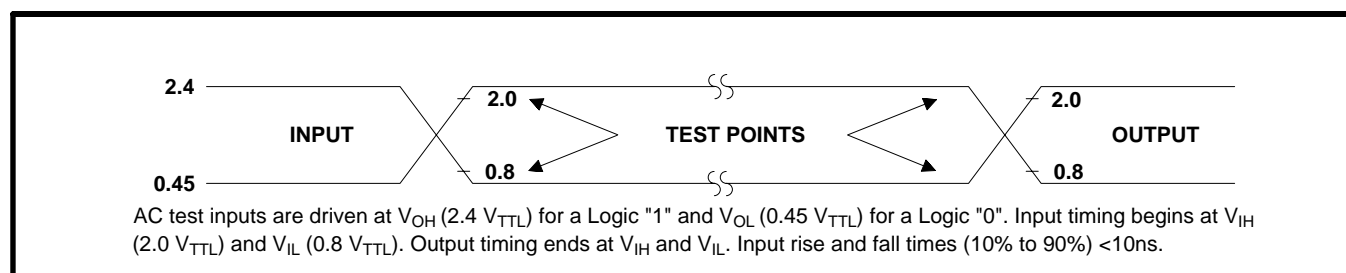 2.4
2.0
2.0
INPUT
TEST POINTS
OUTPUT
0.8
0.8
0.45
AC test inputs are driven at VOH (2.4 VTTL) for a Logic "1" and VOL (0.45 VTTL) for a Logic "0". Input timing begins at VIH
(2.0 VTTL) and VIL (0.8 VTTL). Output timing ends at VIH and VIL. Input rise and fall times (10% to 90%) <10ns.